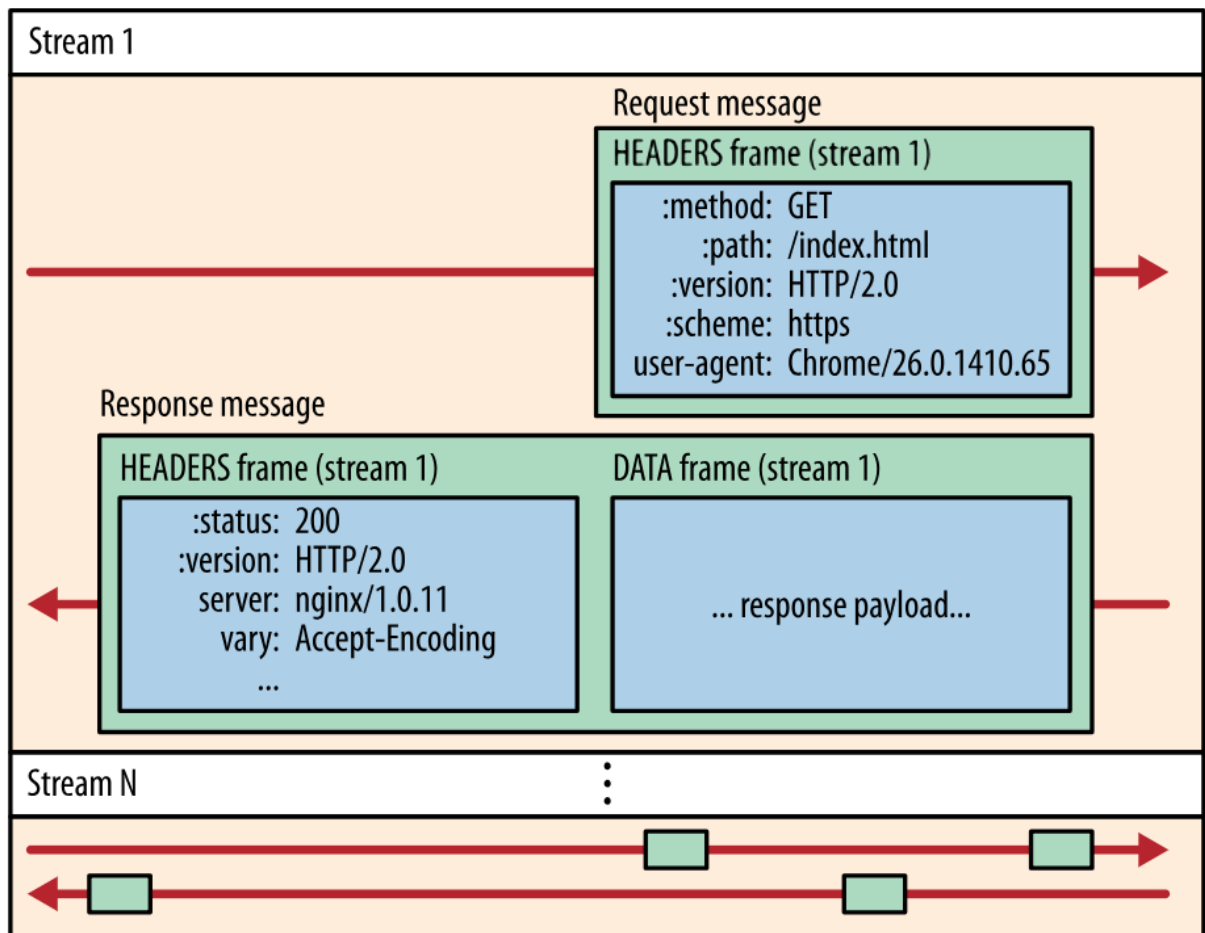 Stream 1
Request message
HEADERS frame (stream 1)
:method: GET
:path: /index.html
:version: HTTP/2.0
:scheme: https
user-agent: Chrome/26.0.1410.65
Response message
HEADERS frame (stream 1)
:status: 200
:version: HTTP/2.0
server: nginx/1.0.11
vary: Accept-Encoding
...
DATA frame (stream 1)
... response payload...
Stream N